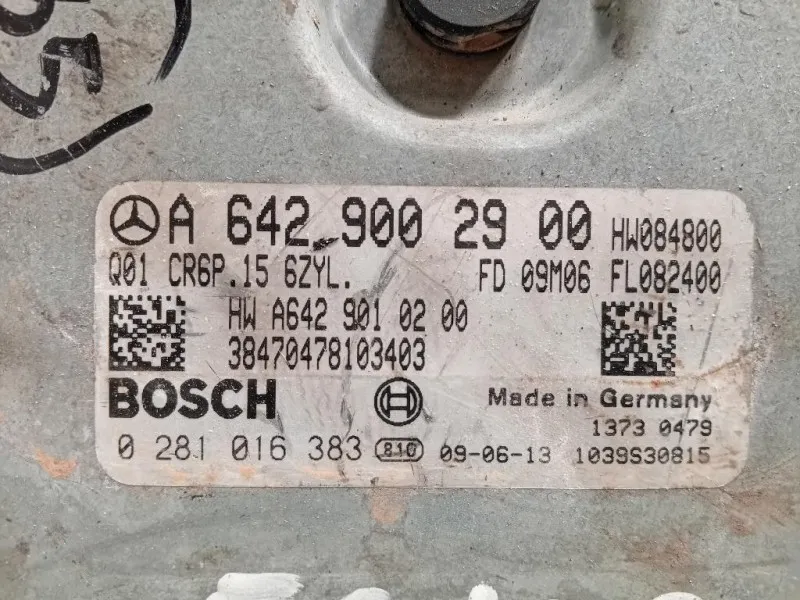 A 642 900 29 00 HW084800
Q01 CR6P.15 6ZYL. FD 09M06 FL082400
HW A642 901 02 00
38470478103403
BOSCH Made in Germany
1373 0479
0 281 016 383 810 09-06-13 1039S30815